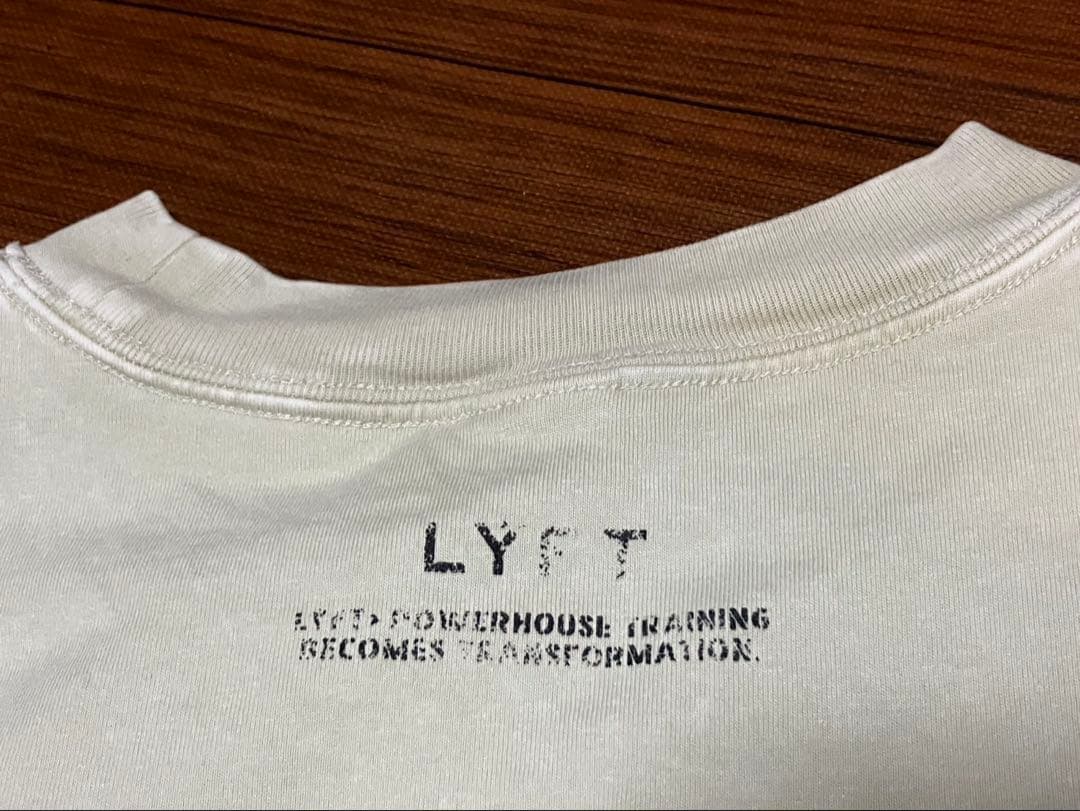 LYFT
LYFT> POWERHOUSE TRAINING
BECOMES TRANSFORMATION.